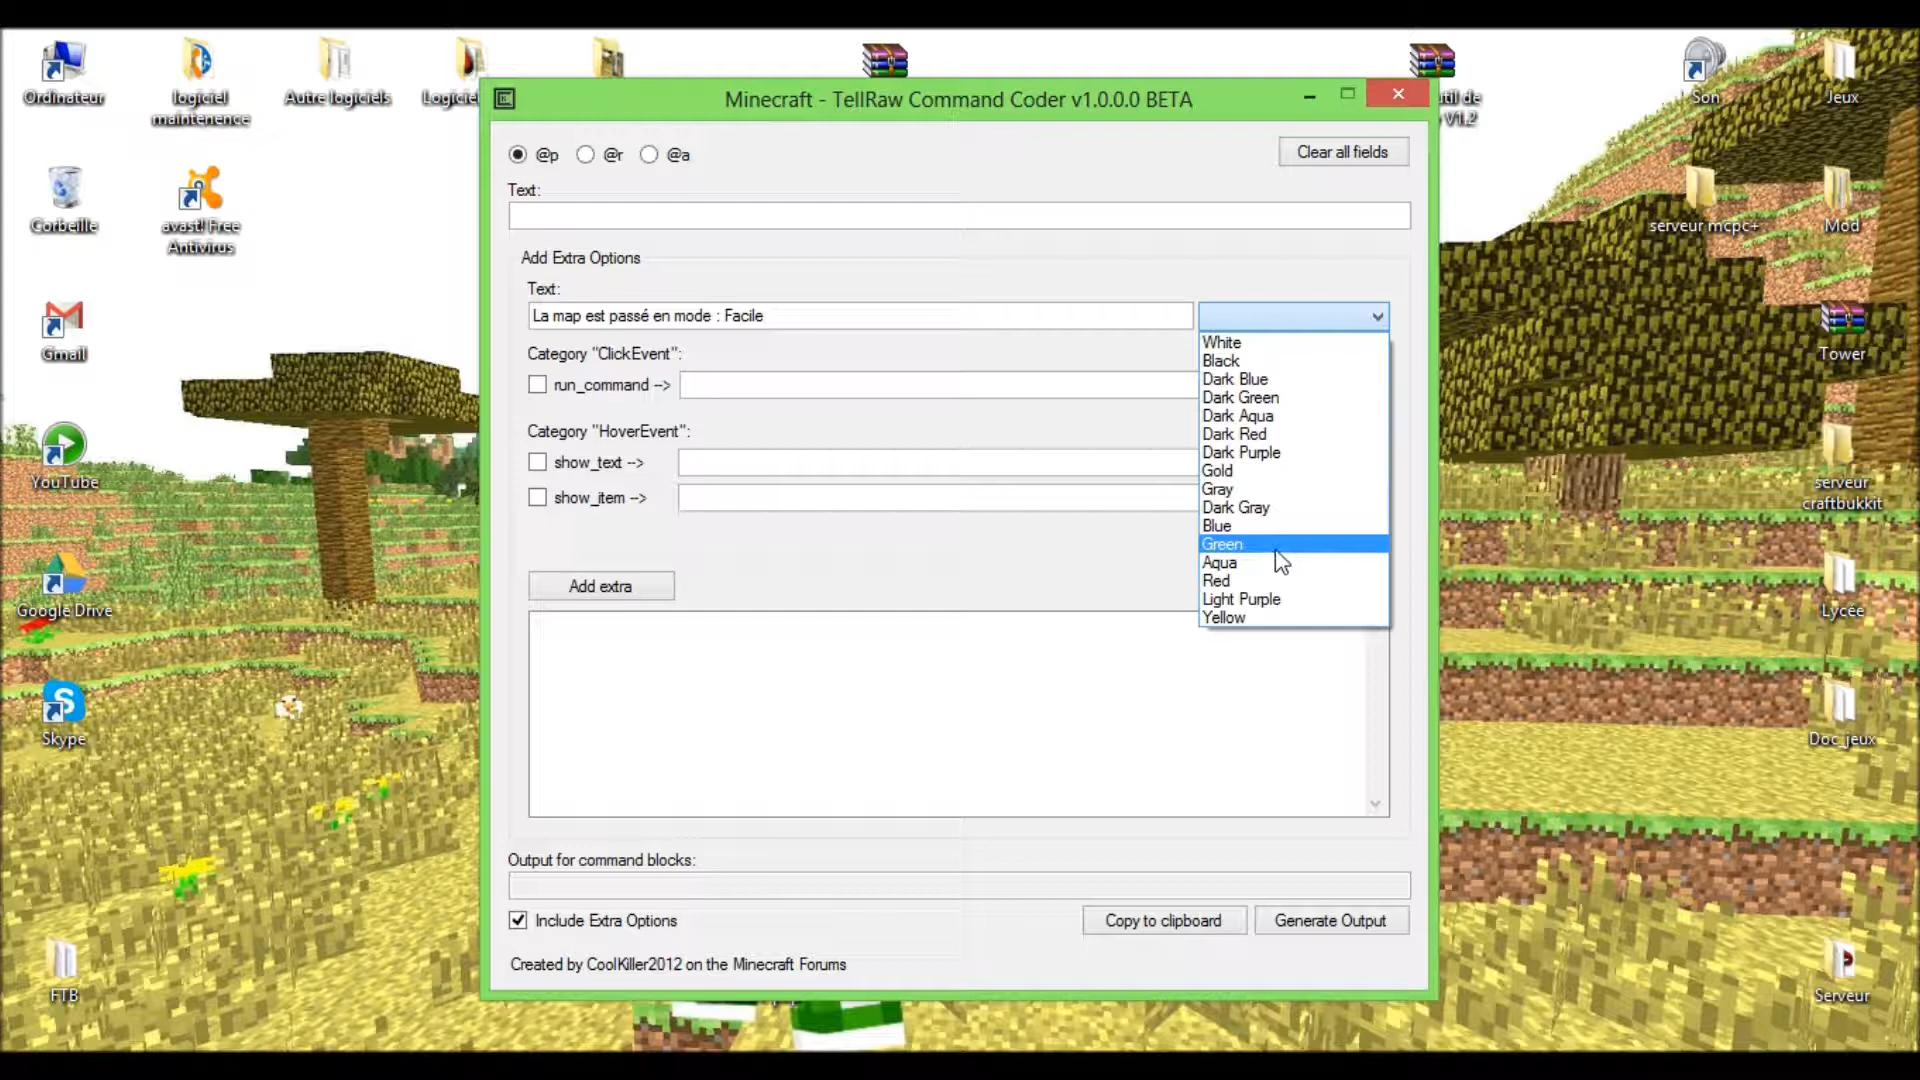 Minecraft - TellRaw Command Coder v1.0.0.0 BETA
@p @r @a
Clear all fields
Text:
Add Extra Options
Text:
La map est passé en mode : Facile
Category "ClickEvent":
run_command -->
Category "HoverEvent":
show_text -->
show_item -->
White
Black
Dark Blue
Dark Green
Dark Aqua
Dark Red
Dark Purple
Gold
Gray
Dark Gray
Blue
Green
Aqua
Red
Light Purple
Yellow
Add extra
Output for command blocks:
Include Extra Options
Copy to clipboard
Generate Output
Created by CoolKiller2012 on the Minecraft Forums
Ordinateur
logiciel
maintenence
Autre logiciels
Corbeille
avast! Free
Antivirus
Gmail
YouTube
Google Drive
Skype
FTB
de
V1.2
Son
Jeux
serveur mcpc+
Mod
Tower
serveur
craftbukkit
Lycée
Doc_jeux
Serveur